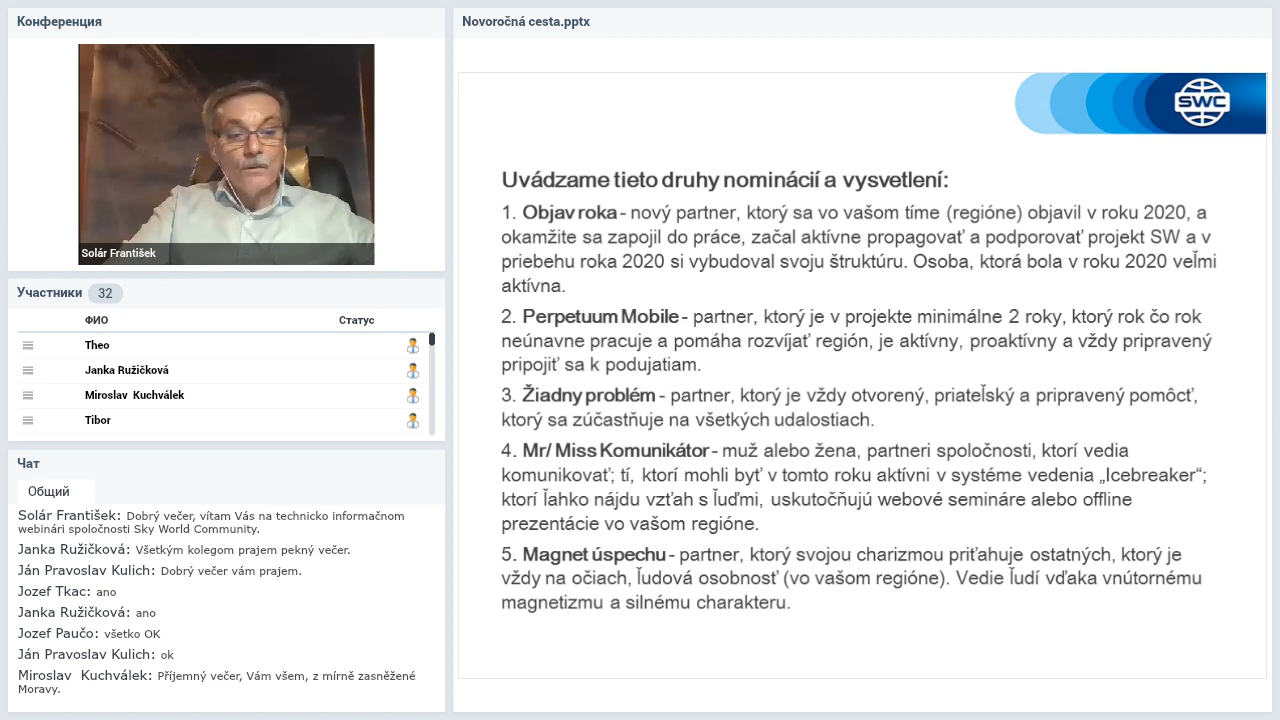 Конференция
Solár František
Участники 32
ФИО Статус
Theo
Janka Ružičková
Miroslav Kuchválek
Tibor
Чат
Общий
Solár František: Dobrý večer, vítam Vás na technicko informačnom
webinári spoločnosti Sky World Community.
Janka Ružičková: Všetkým kolegom prajem pekný večer.
Ján Pravoslav Kulich: Dobrý večer vám prajem.
Jozef Tkac: ano
Janka Ružičková: ano
Jozef Paučo: všetko OK
Ján Pravoslav Kulich: ok
Miroslav Kuchválek: Příjemný večer, Vám všem, z mírně zasněžené
Moravy.
Novoročná cesta.pptx
SWC
Uvádzame tieto druhy nominácií a vysvetlení:
1. Objav roka - nový partner, ktorý sa vo vašom tíme (regióne) objavil v roku 2020, a
okamžite sa zapojil do práce, začal aktívne propagovať a podporovať projekt SW a v
priebehu roka 2020 si vybudoval svoju štruktúru. Osoba, ktorá bola v roku 2020 veľmi
aktívna.
2. Perpetuum Mobile - partner, ktorý je v projekte minimálne 2 roky, ktorý rok čo rok
neúnavne pracuje a pomáha rozvíjať región, je aktívny, proaktívny a vždy pripravený
pripojiť sa k podujatiam.
3. Žiadny problém - partner, ktorý je vždy otvorený, priateľský a pripravený pomôcť,
ktorý sa zúčastňuje na všetkých udalostiach.
4. Mr/ Miss Komunikátor - muž alebo žena, partneri spoločnosti, ktorí vedia
komunikovať; tí, ktorí mohli byť v tomto roku aktívni v systéme vedenia „Icebreaker“;
ktorí ľahko nájdu vzťah s ľuďmi, uskutočňujú webové semináre alebo offline
prezentácie vo vašom regióne.
5. Magnet úspechu - partner, ktorý svojou charizmou priťahuje ostatných, ktorý je
vždy na očiach, ľudová osobnosť (vo vašom regióne). Vedie ľudí vďaka vnútornému
magnetizmu a silnému charakteru.